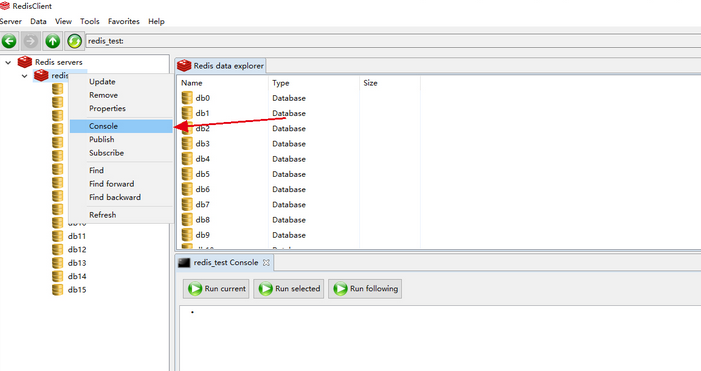 RedisClient
Server Data View Tools Favorites Help
redis_test:
Redis servers
redis
Update
Remove
Properties
Console
Publish
Subscribe
Find
Find forward
Find backward
Refresh
db11
db12
db13
db14
db15
Redis data explorer
Name Type Size
db0 Database
db1 Database
db2 Database
db3 Database
db4 Database
db5 Database
db6 Database
db7 Database
db8 Database
db9 Database
redis_test Console
Run current Run selected Run following